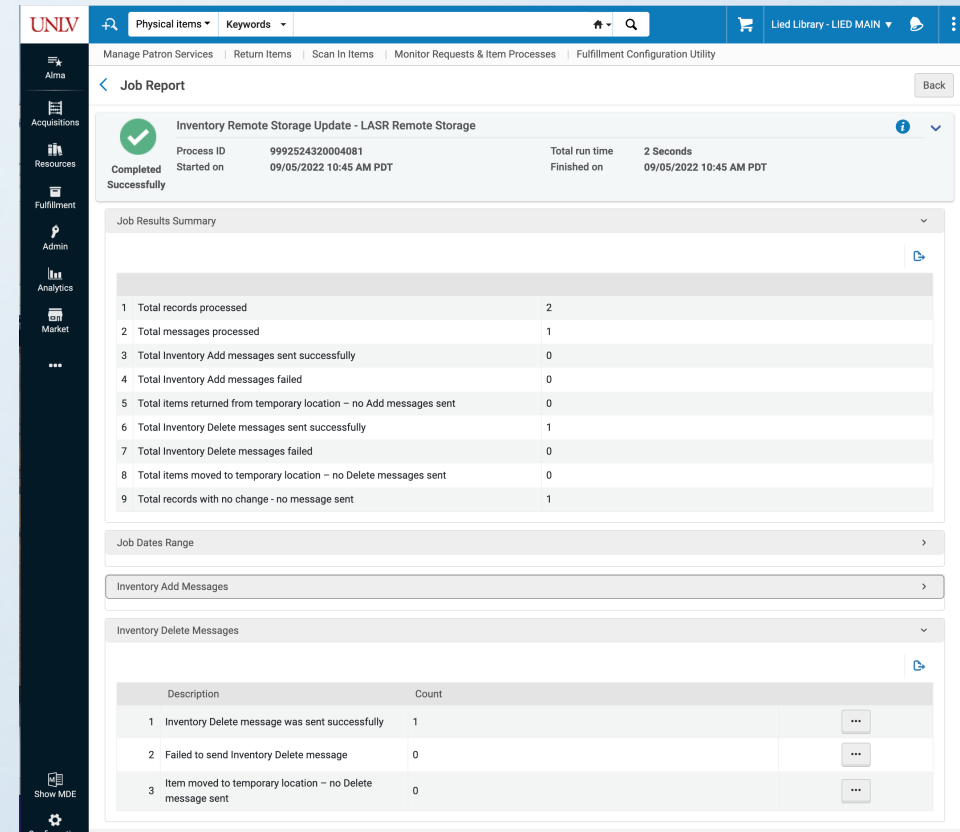 UNLV
Physical items
Keywords
Lied Library - LIED MAIN
Manage Patron Services | Return Items | Scan In Items | Monitor Requests & Item Processes | Fulfillment Configuration Utility
Alma
Acquisitions
Resources
Fulfillment
Admin
Analytics
Market
Show MDE
Job Report
Back
Completed Successfully
Inventory Remote Storage Update - LASR Remote Storage
Process ID 9992524320004081 Total run time 2 Seconds
Started on 09/05/2022 10:45 AM PDT Finished on 09/05/2022 10:45 AM PDT
Job Results Summary
1 Total records processed 2
2 Total messages processed 1
3 Total Inventory Add messages sent successfully 0
4 Total Inventory Add messages failed 0
5 Total items returned from temporary location – no Add messages sent 0
6 Total Inventory Delete messages sent successfully 1
7 Total Inventory Delete messages failed 0
8 Total items moved to temporary location – no Delete messages sent 0
9 Total records with no change - no message sent 1
Job Dates Range
Inventory Add Messages
Inventory Delete Messages
Description Count
1 Inventory Delete message was sent successfully 1
2 Failed to send Inventory Delete message 0
3 Item moved to temporary location – no Delete message sent 0